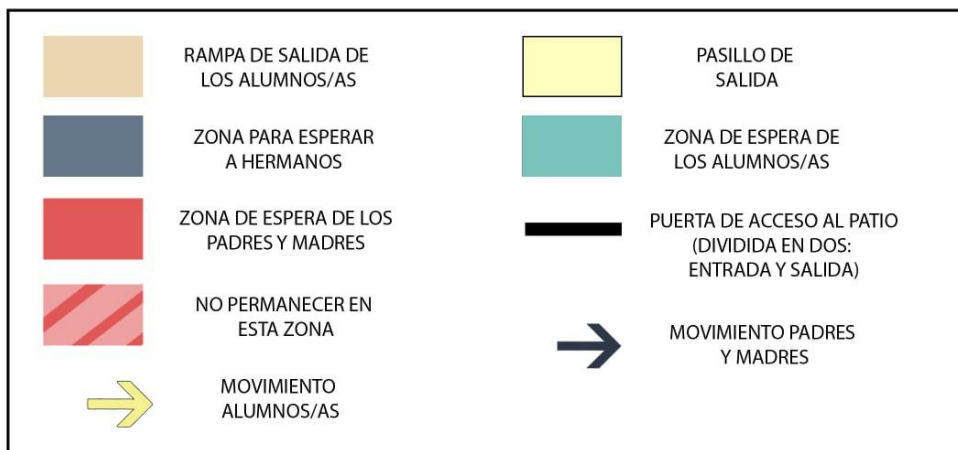 RAMPA DE SALIDA DE
LOS ALUMNOS/AS
ZONA PARA ESPERAR
A HERMANOS
ZONA DE ESPERA DE LOS
PADRES Y MADRES
NO PERMANECER EN
ESTA ZONA
MOVIMIENTO
ALUMNOS/AS
PASILLO DE
SALIDA
ZONA DE ESPERA DE
LOS ALUMNOS/AS
PUERTA DE ACCESO AL PATIO
(DIVIDIDA EN DOS:
ENTRADA Y SALIDA)
MOVIMIENTO PADRES
Y MADRES